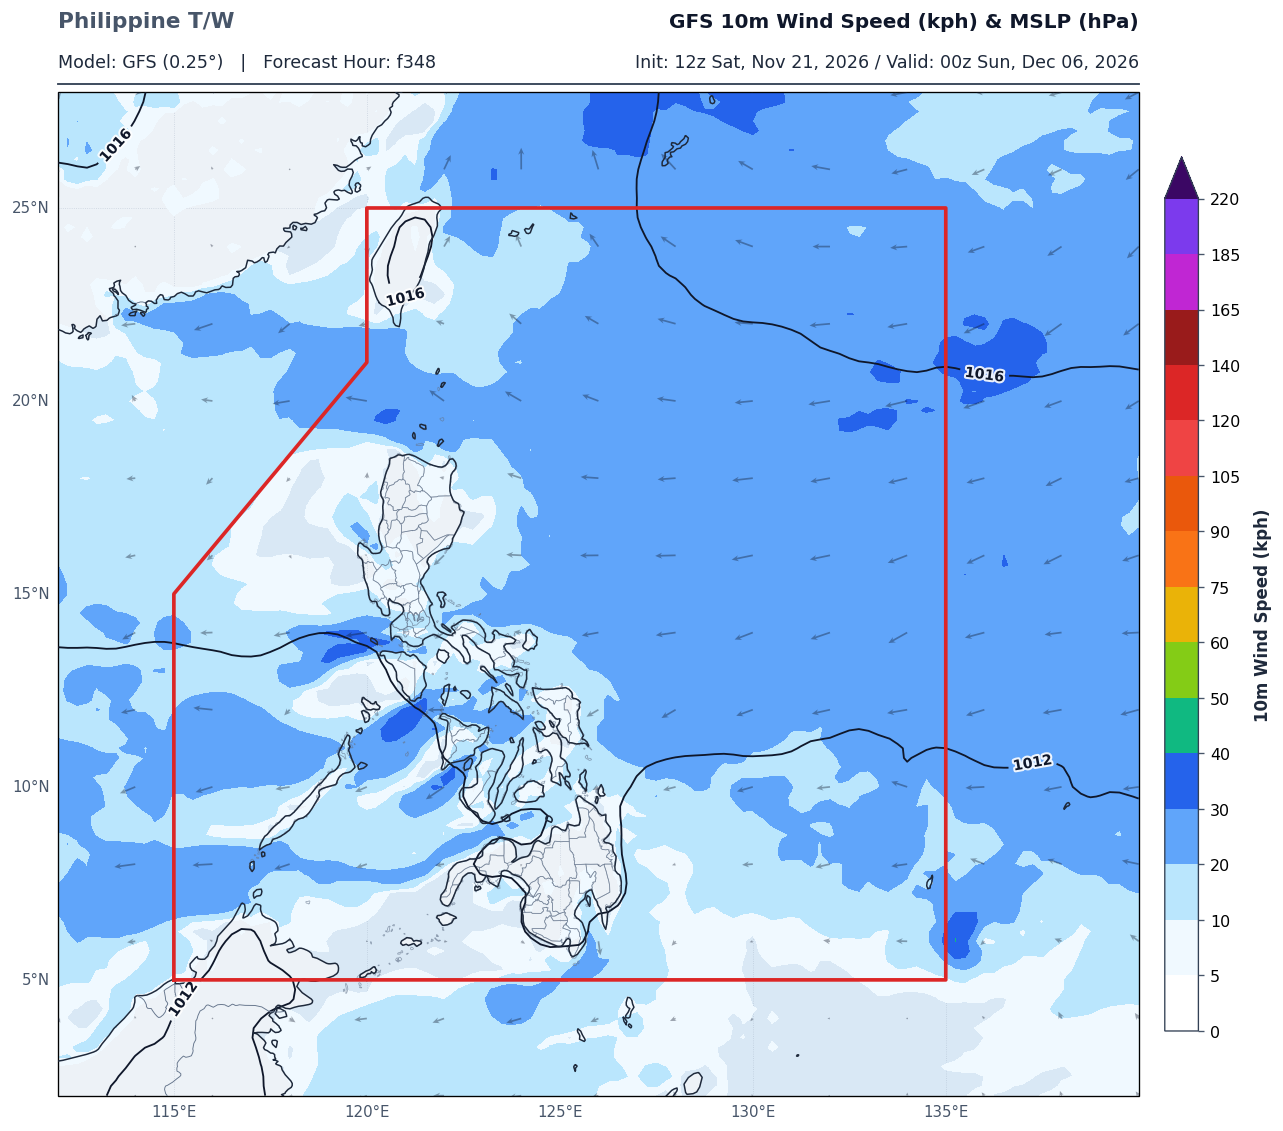 Philippine T/W
GFS 10m Wind Speed (kph) & MSLP (hPa)
Model: GFS (0.25°)   |   Forecast Hour: f348
Init: 12z Sat, Nov 21, 2026 / Valid: 00z Sun, Dec 06, 2026
1016
25°N
1016
1016
20°N
15°N
1012
10°N
5°N
1012
115°E
120°E
125°E
130°E
135°E
220
185
165
140
120
105
90
75
60
50
40
30
20
10
5
0
10m Wind Speed (kph)